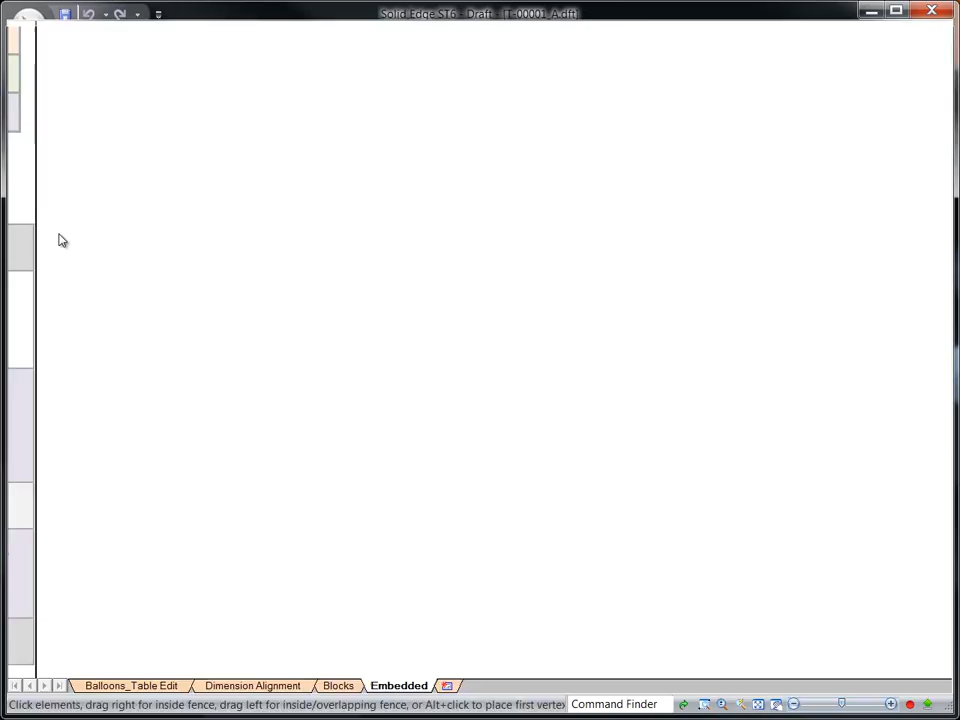 Solid Edge ST6 - Draft - [T-00001_A.dft]
Balloons_Table Edit Dimension Alignment Blocks Embedded
Click elements, drag right for inside fence, drag left for inside/overlapping fence, or Alt+click to place first vertex Command Finder